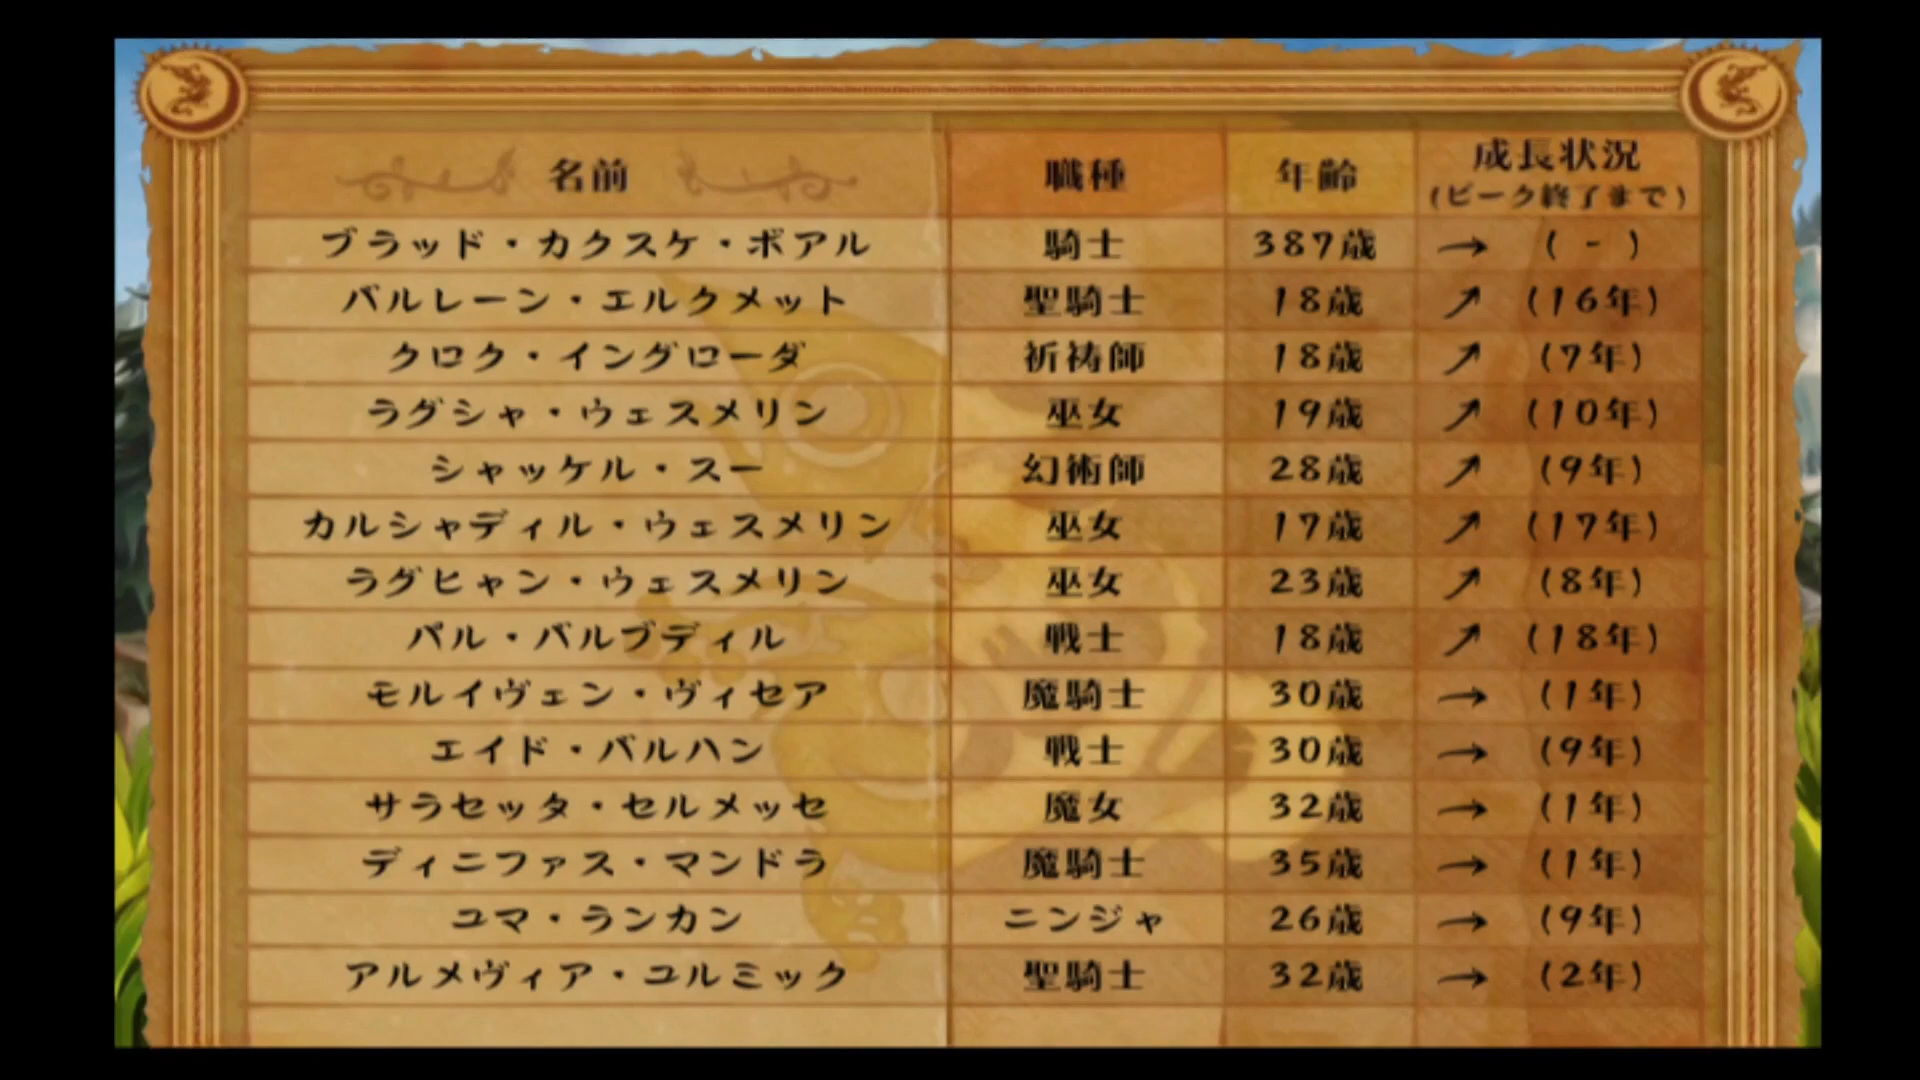 名前 職種 年齢 成長状況
(ピーク終了まで)
ブラッド・カクスケ・ボアル 騎士 387歳 → ( - )
バルレーン・エルクメット 聖騎士 18歳 ↗ (16年)
クロク・イングローダ 祈祷師 18歳 ↗ (7年)
ラグシャ・ウェスメリン 巫女 19歳 ↗ (10年)
シャッケル・スー 幻術師 28歳 ↗ (9年)
カルシャディル・ウェスメリン 巫女 17歳 ↗ (17年)
ラグヒャン・ウェスメリン 巫女 23歳 ↗ (8年)
パル・バルブディル 戦士 18歳 ↗ (18年)
モルイヴェン・ヴィセア 魔騎士 30歳 → (1年)
エイド・バルハン 戦士 30歳 → (9年)
サラセッタ・セルメッセ 魔女 32歳 → (1年)
ディニファス・マンドラ 魔騎士 35歳 → (1年)
ユマ・ランカン ニンジャ 26歳 → (9年)
アルメヴィア・ユルミック 聖騎士 32歳 → (2年)